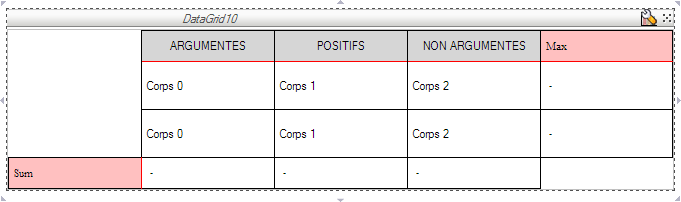 DataGrid10
ARGUMENTES POSITIFS NON ARGUMENTES Max
Corps 0 Corps 1 Corps 2 -
Corps 0 Corps 1 Corps 2 -
Sum - - -